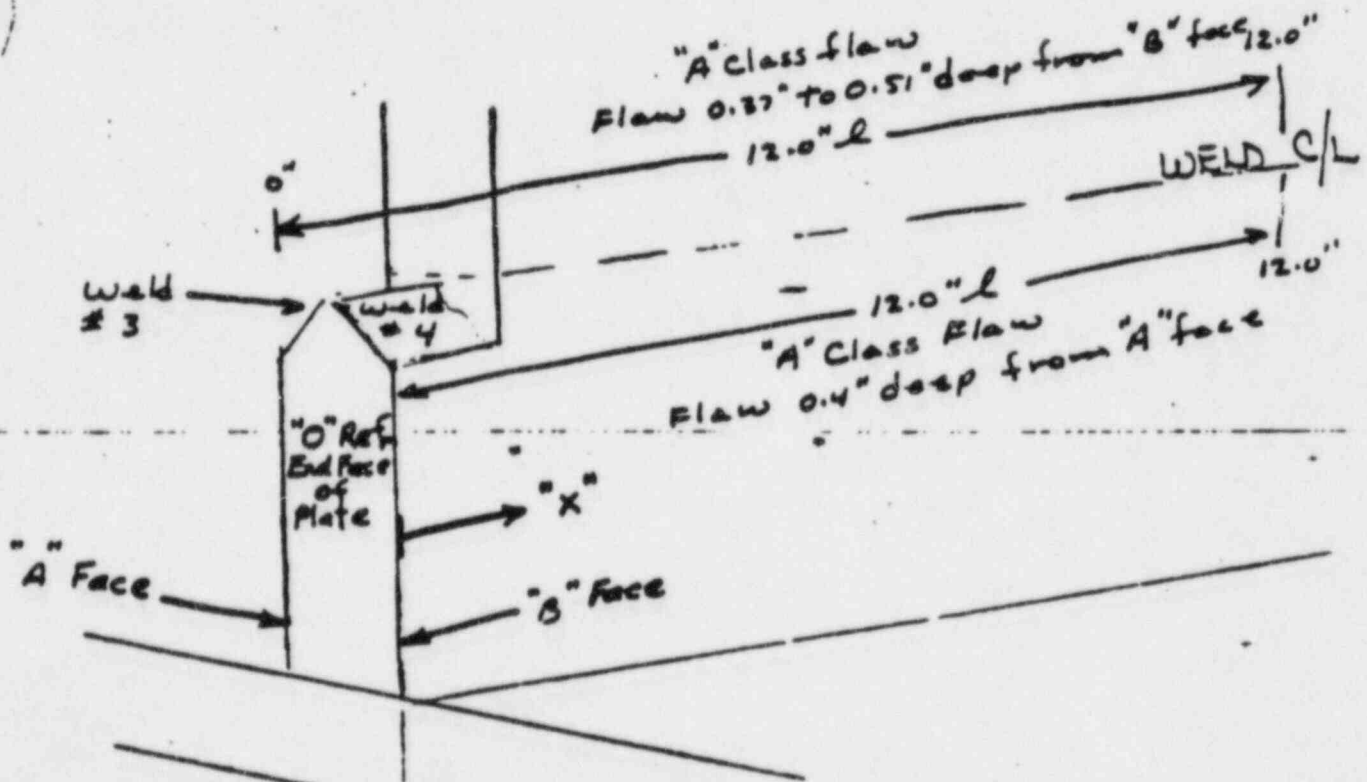 "A" Class flaw
Flaw 0.37" to 0.51" deep from "B" face
12.0"
12.0" l
WELD C/L
0"
Weld
# 3
Weld
# 4
12.0" l
12.0"
"A" Class Flaw
Flaw 0.4" deep from "A" face
"O" Ref
End Face
of
Plate
"X"
"A" Face
"B" Face